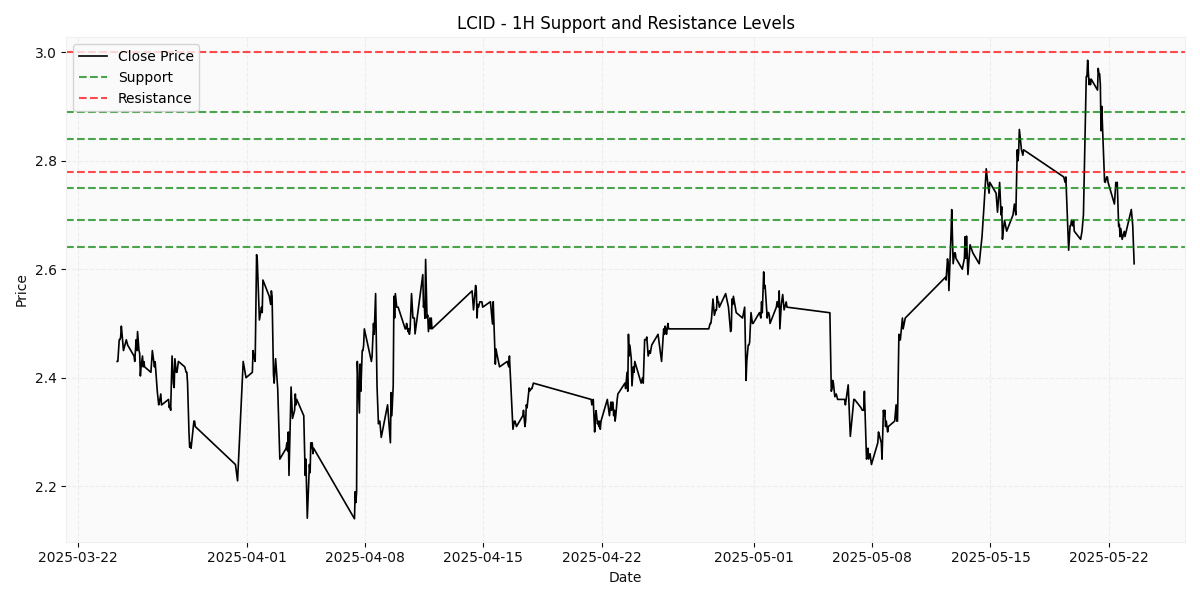 LCID - 1H Support and Resistance Levels
Close Price
Support
Resistance
3.0
2.8
2.6
2.4
2.2
Price
2025-03-22 2025-04-01 2025-04-08 2025-04-15 2025-04-22 2025-05-01 2025-05-08 2025-05-15 2025-05-22
Date